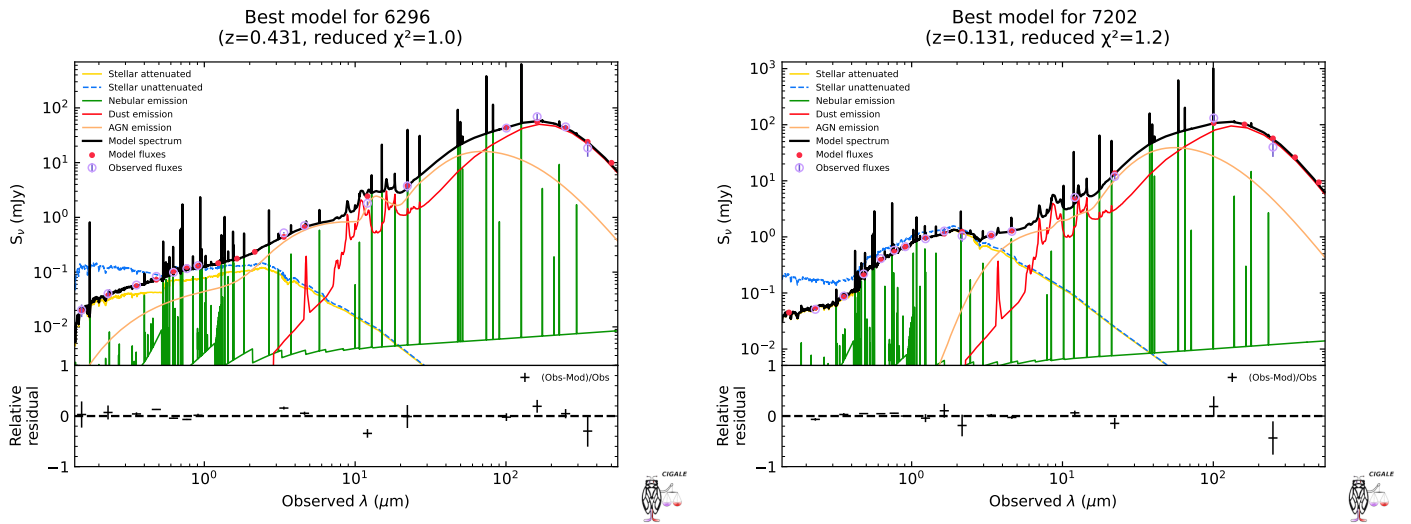 Best model for 6296
(z=0.431, reduced χ²=1.0)
Stellar attenuated
Stellar unattenuated
Nebular emission
Dust emission
AGN emission
Model spectrum
Model fluxes
Observed fluxes
10²
10¹
10⁰
10⁻¹
10⁻²
S_ν (mJy)
1
0
−1
Relative
residual
(Obs-Mod)/Obs
10⁰
10¹
10²
Observed λ (μm)
CIGALE
Best model for 7202
(z=0.131, reduced χ²=1.2)
Stellar attenuated
Stellar unattenuated
Nebular emission
Dust emission
AGN emission
Model spectrum
Model fluxes
Observed fluxes
10³
10²
10¹
10⁰
10⁻¹
10⁻²
S_ν (mJy)
1
0
−1
Relative
residual
(Obs-Mod)/Obs
10⁰
10¹
10²
Observed λ (μm)
CIGALE